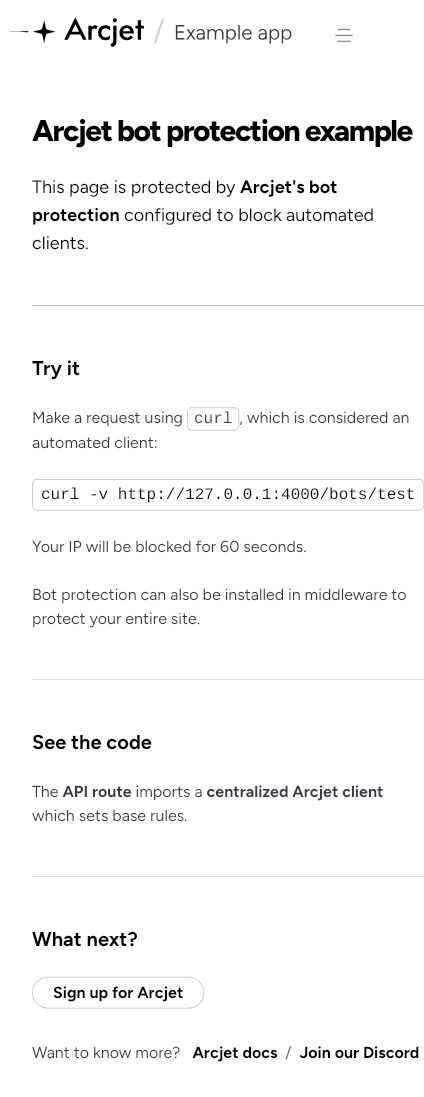 Arcjet / Example app
Arcjet bot protection example
This page is protected by Arcjet's bot
protection configured to block automated
clients.
Try it
Make a request using curl, which is considered an
automated client:
curl -v http://127.0.0.1:4000/bots/test
Your IP will be blocked for 60 seconds.
Bot protection can also be installed in middleware to
protect your entire site.
See the code
The API route imports a centralized Arcjet client
which sets base rules.
What next?
Sign up for Arcjet
Want to know more? Arcjet docs / Join our Discord